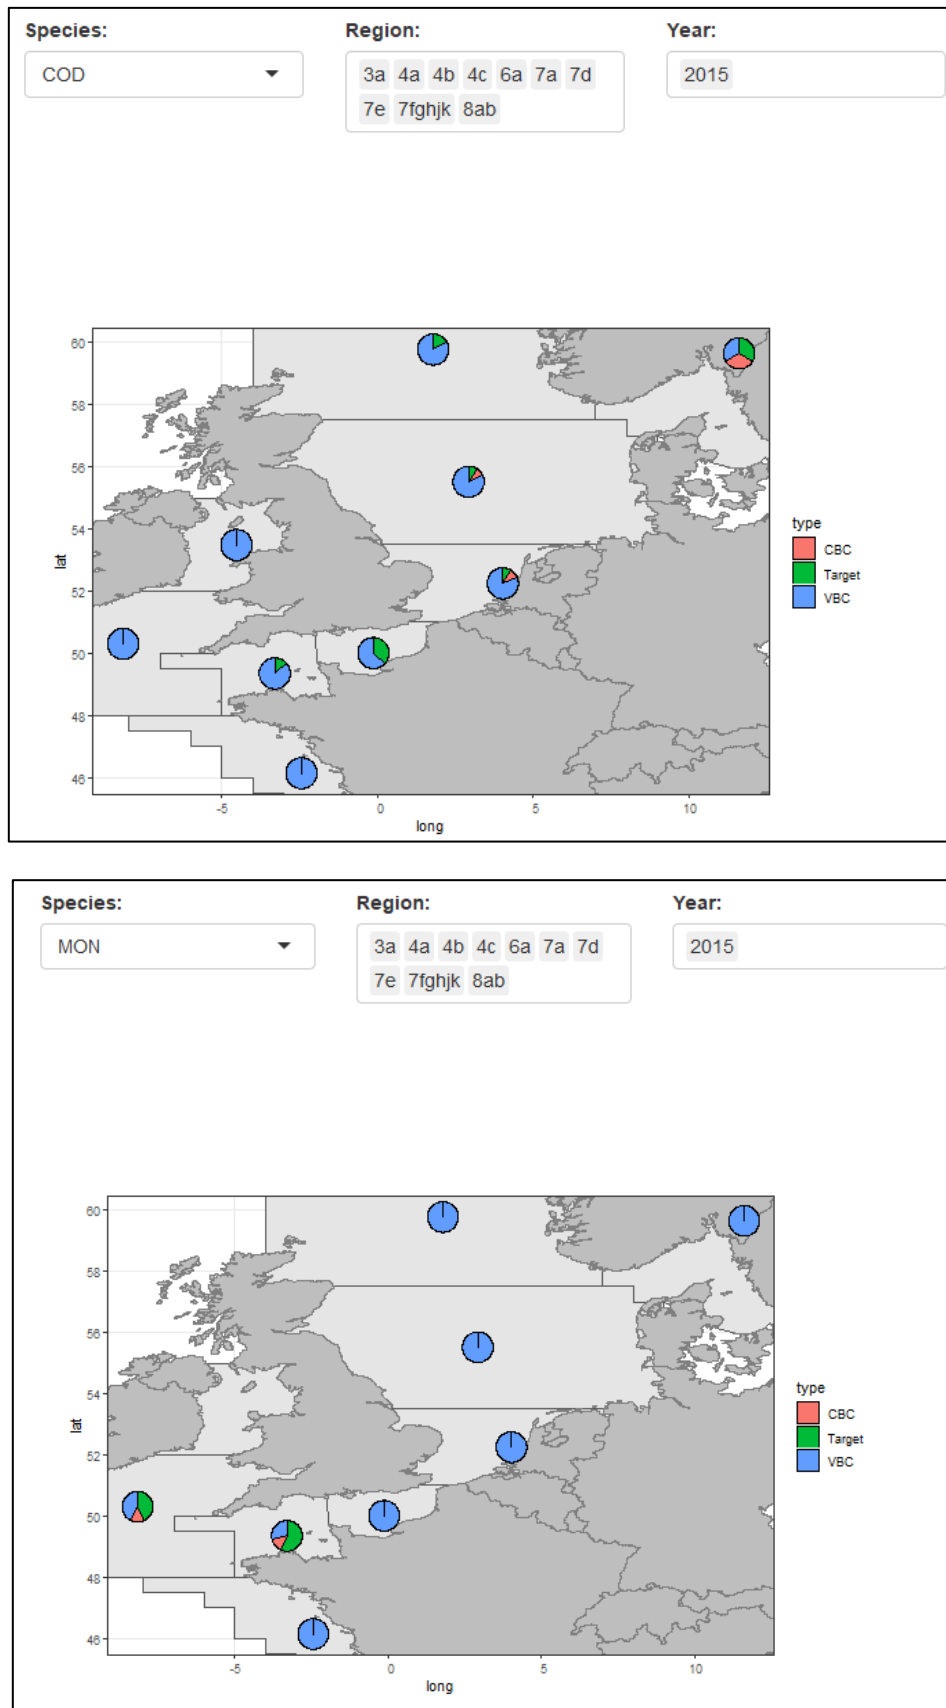 Species: Region: Year:
COD 3a 4a 4b 4c 6a 7a 7d 2015
7e 7fghjk 8ab
60
58
56
54
52
50
48
46
lat
-5 0 5 10
long
type
CBC
Target
VBC
Species: Region: Year:
MON 3a 4a 4b 4c 6a 7a 7d 2015
7e 7fghjk 8ab
60
58
56
54
52
50
48
46
lat
-5 0 5 10
long
type
CBC
Target
VBC